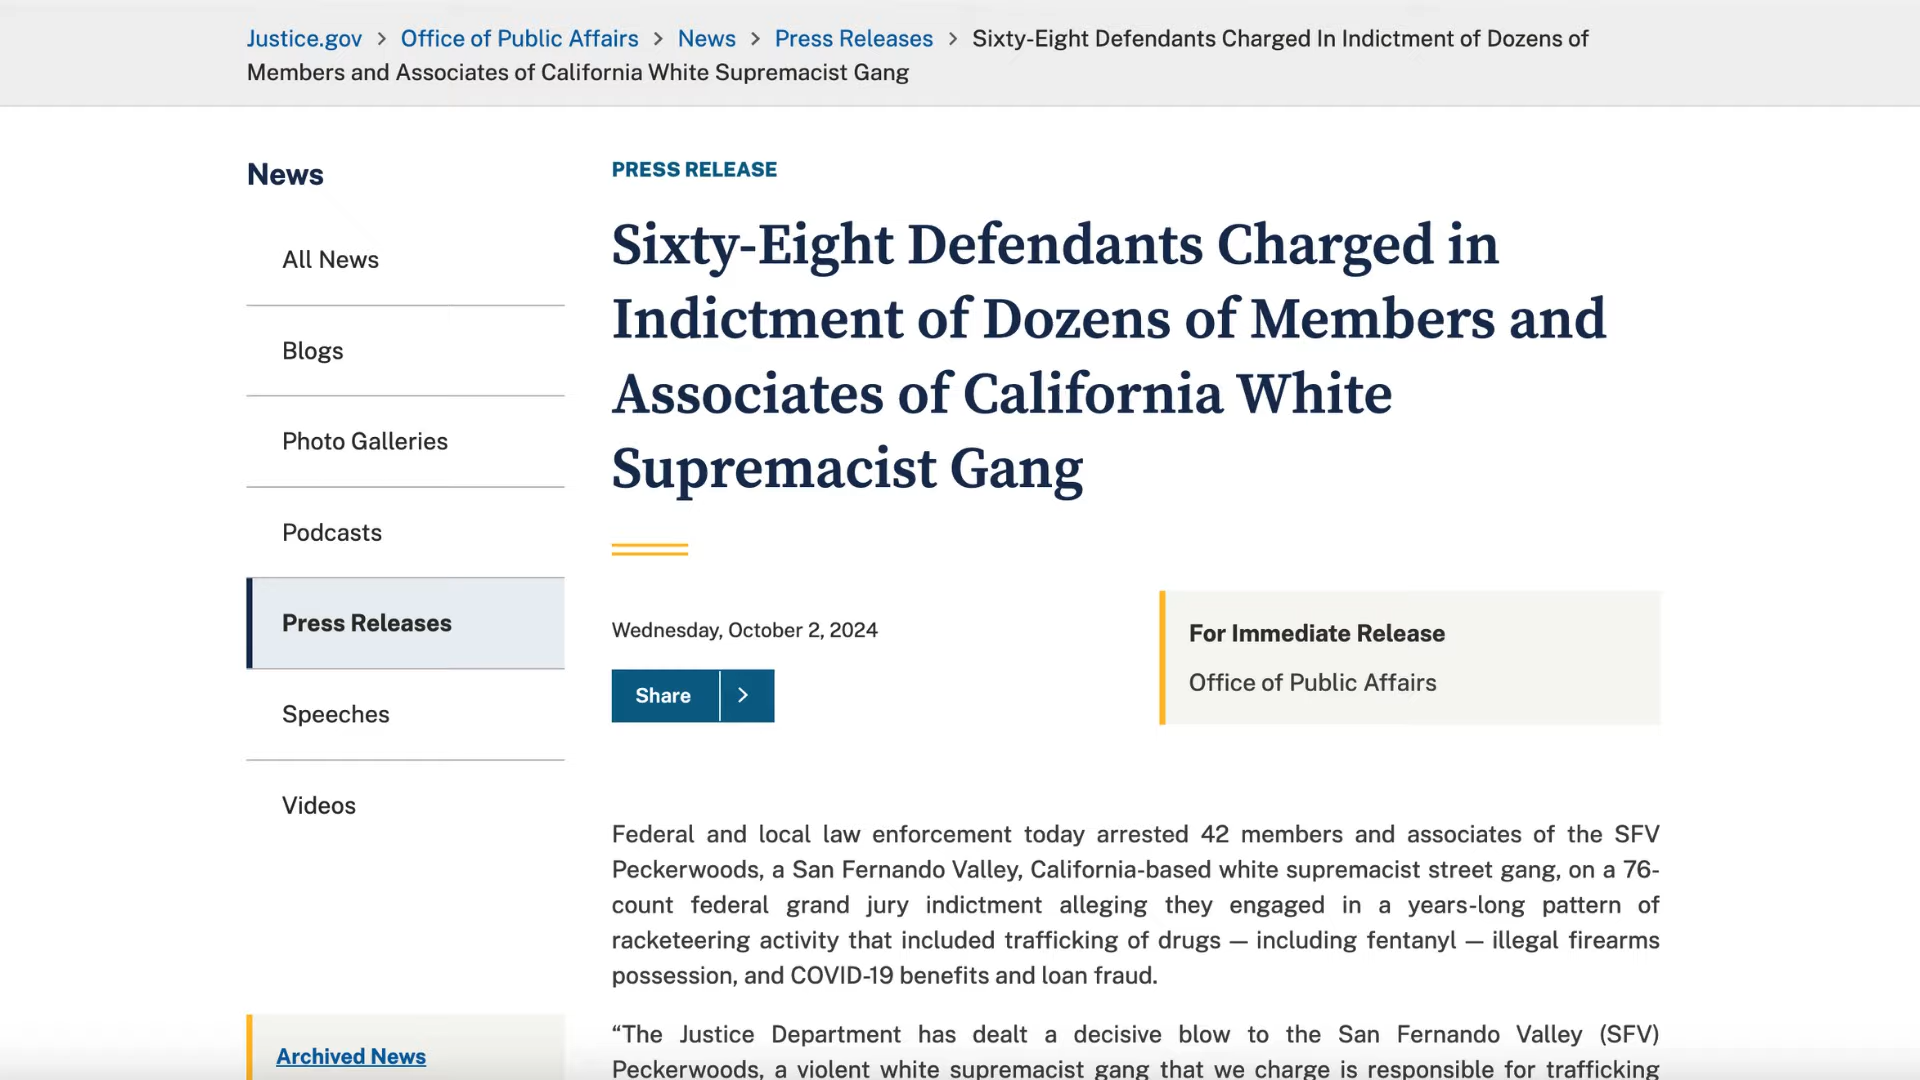 Justice.gov > Office of Public Affairs > News > Press Releases > Sixty-Eight Defendants Charged In Indictment of Dozens of
Members and Associates of California White Supremacist Gang
News
All News
Blogs
Photo Galleries
Podcasts
Press Releases
Speeches
Videos
Archived News
PRESS RELEASE
Sixty-Eight Defendants Charged in
Indictment of Dozens of Members and
Associates of California White
Supremacist Gang
Wednesday, October 2, 2024
Share >
For Immediate Release
Office of Public Affairs
Federal and local law enforcement today arrested 42 members and associates of the SFV
Peckerwoods, a San Fernando Valley, California-based white supremacist street gang, on a 76-
count federal grand jury indictment alleging they engaged in a years-long pattern of
racketeering activity that included trafficking of drugs — including fentanyl — illegal firearms
possession, and COVID-19 benefits and loan fraud.
“The Justice Department has dealt a decisive blow to the San Fernando Valley (SFV)
Peckerwoods, a violent white supremacist gang that we charge is responsible for trafficking